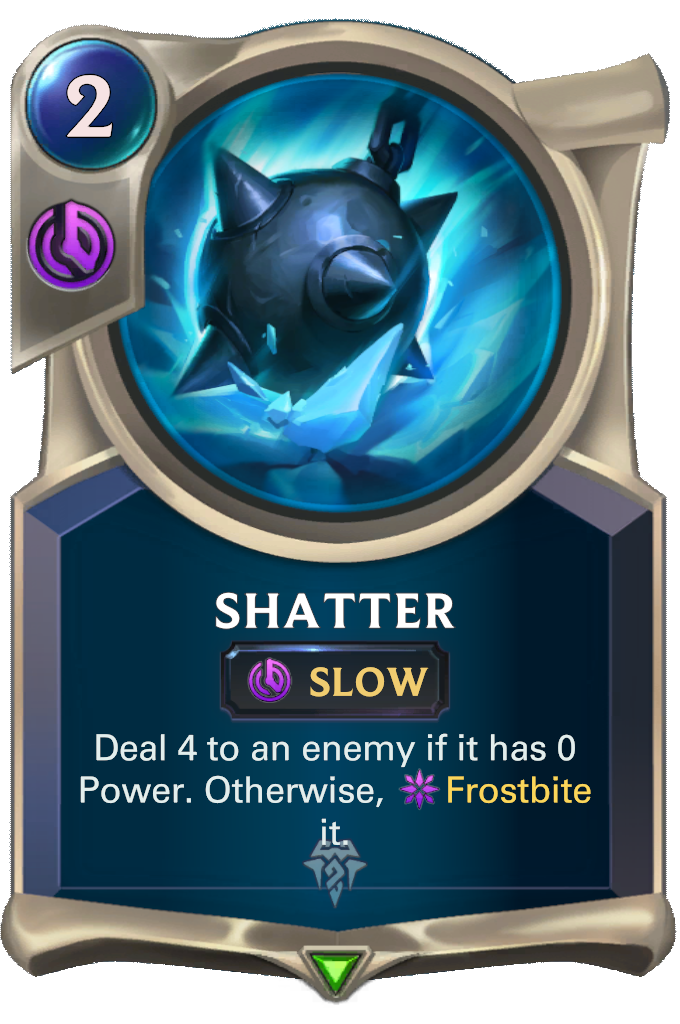 2
SHATTER
SLOW
Deal 4 to an enemy if it has 0
Power. Otherwise, Frostbite
it.